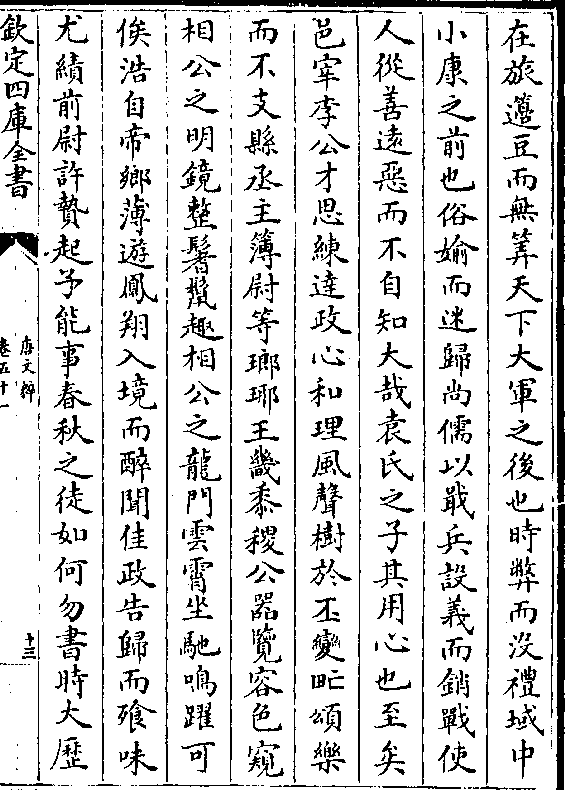 在旅籩豆而無筭天下大軍之後也時弊而沒禮域中
小康之前也俗媮而迷歸尚儒以戢兵設義而銷戰使
人從善遠惡而不自知大哉袁氏之子其用心也至矣
邑宰李公才思練達政心和理風聲樹於丕變甿頌樂
而不支縣丞主簿尉等瑯琊王畿黍稷公器覽容色窺
相公之明鏡整鬐鬣趣相公之龍門雲霄坐馳鳴躍可
俟浩自帝鄉薄遊鳳翔入境而醉聞佳政告歸而飧味
尤績前尉許贄起予能事春秋之徒如何勿書時大歷
欽定四庫全書
唐文粹
卷五十一
十三